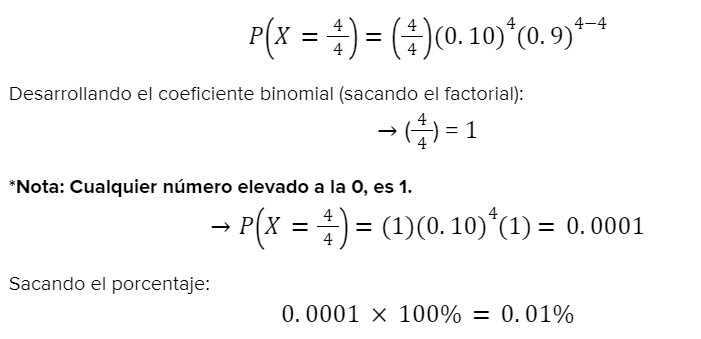 P(X = 4/4) = (4/4)(0.10)^4(0.9)^{4−4}
Desarrollando el coeficiente binomial (sacando el factorial):
→ (4/4) = 1
*Nota: Cualquier número elevado a la 0, es 1.
→ P(X = 4/4) = (1)(0.10)^4(1) = 0.0001
Sacando el porcentaje:
0.0001 × 100% = 0.01%